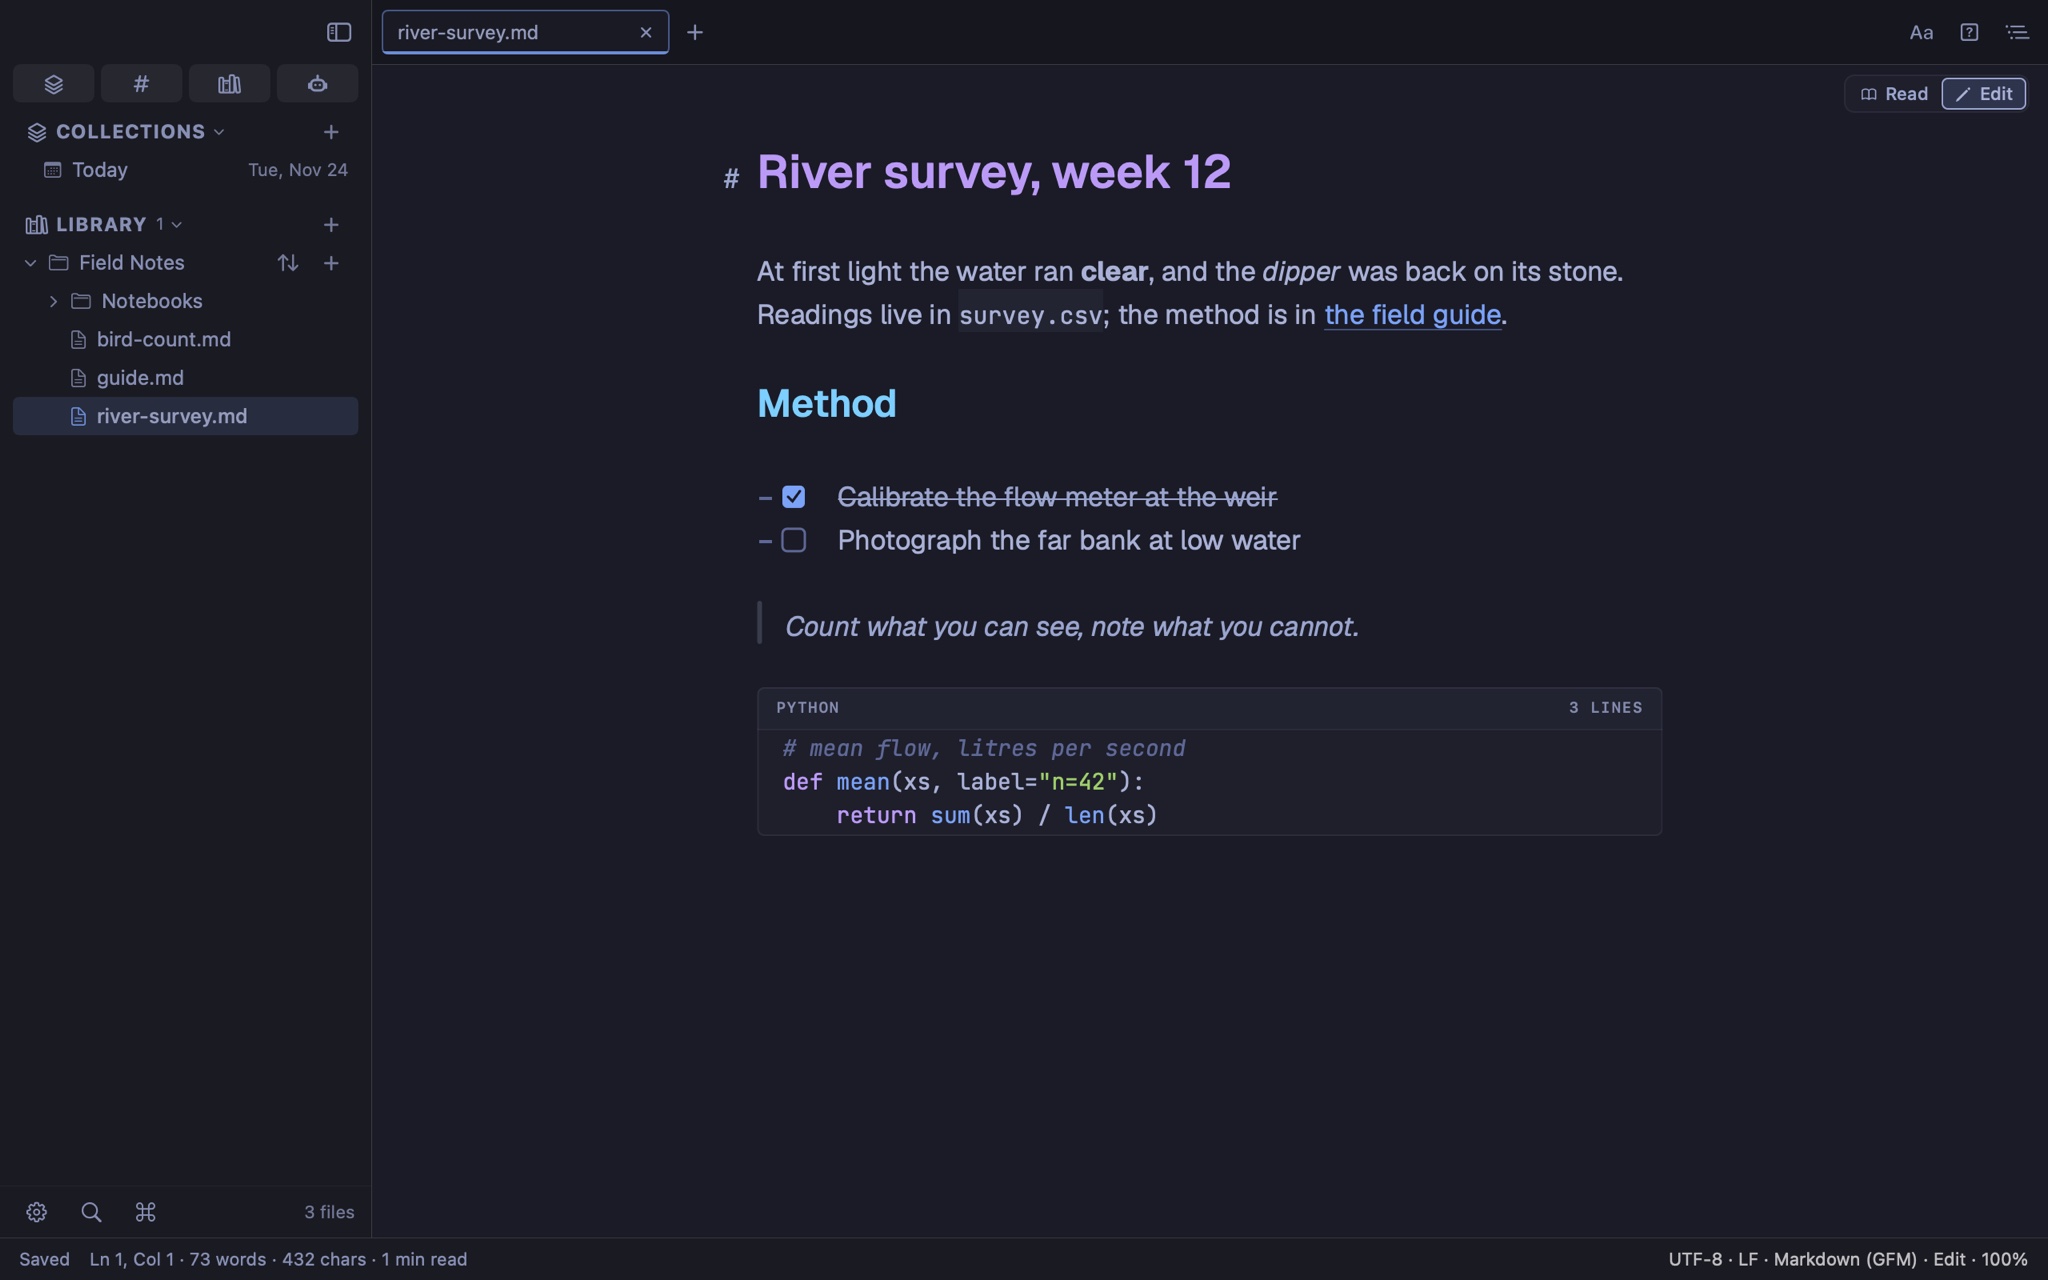 river-survey.md
Aa
Read
Edit
#
COLLECTIONS
Today
Tue, Nov 24
LIBRARY 1
Field Notes
Notebooks
bird-count.md
guide.md
river-survey.md
# River survey, week 12
At first light the water ran clear, and the dipper was back on its stone.
Readings live in survey.csv; the method is in the field guide.
Method
– Calibrate the flow meter at the weir
– Photograph the far bank at low water
Count what you can see, note what you cannot.
PYTHON
3 LINES
# mean flow, litres per second
def mean(xs, label="n=42"):
    return sum(xs) / len(xs)
3 files
Saved
Ln 1, Col 1 · 73 words · 432 chars · 1 min read
UTF-8 · LF · Markdown (GFM) · Edit · 100%